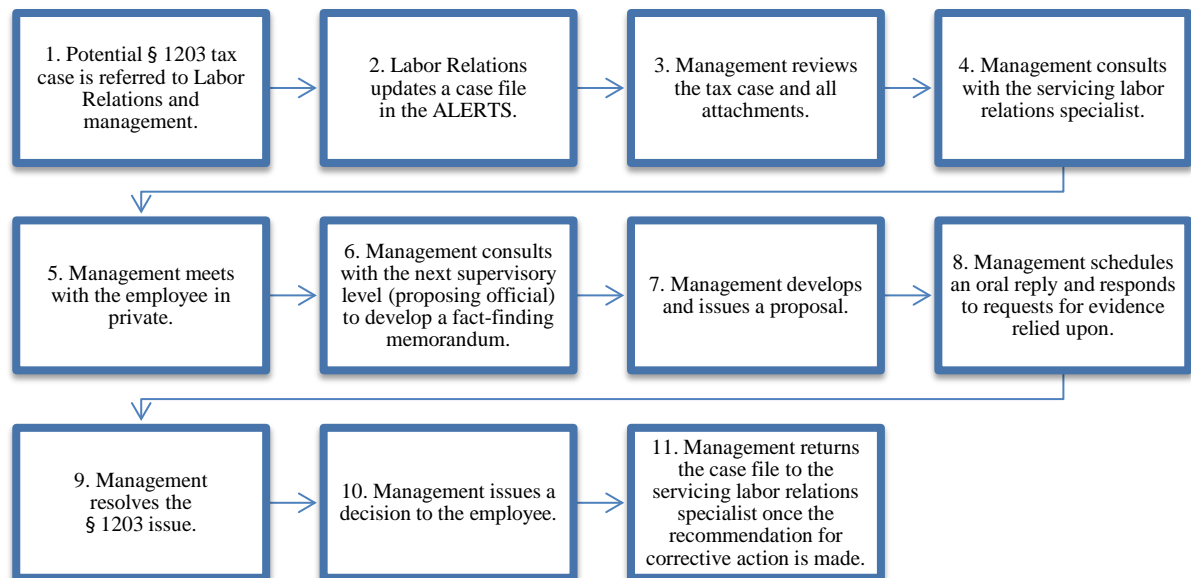 1. Potential § 1203 tax
case is referred to Labor
Relations and
management.
2. Labor Relations
updates a case file
in the ALERTS.
3. Management reviews
the tax case and all
attachments.
4. Management consults
with the servicing labor
relations specialist.
5. Management meets
with the employee in
private.
6. Management consults
with the next supervisory
level (proposing official)
to develop a fact-finding
memorandum.
7. Management develops
and issues a proposal.
8. Management schedules
an oral reply and responds
to requests for evidence
relied upon.
9. Management
resolves the
§ 1203 issue.
10. Management issues a
decision to the employee.
11. Management returns
the case file to the
servicing labor relations
specialist once the
recommendation for
corrective action is made.